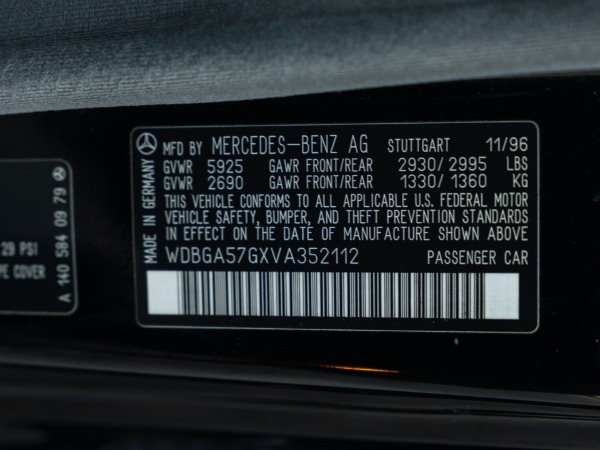 MFD BY MERCEDES-BENZ AG STUTTGART 11/96
GVWR 5925 GAWR FRONT/REAR 2930/2995 LBS
GVWR 2690 GAWR FRONT/REAR 1330/1360 KG
THIS VEHICLE CONFORMS TO ALL APPLICABLE U.S. FEDERAL MOTOR
VEHICLE SAFETY, BUMPER, AND THEFT PREVENTION STANDARDS
IN EFFECT ON THE DATE OF MANUFACTURE SHOWN ABOVE.
WDBGA57GXVA352112 PASSENGER CAR
MADE IN GERMANY
29 PSI
COVER
A 140 584 09 79